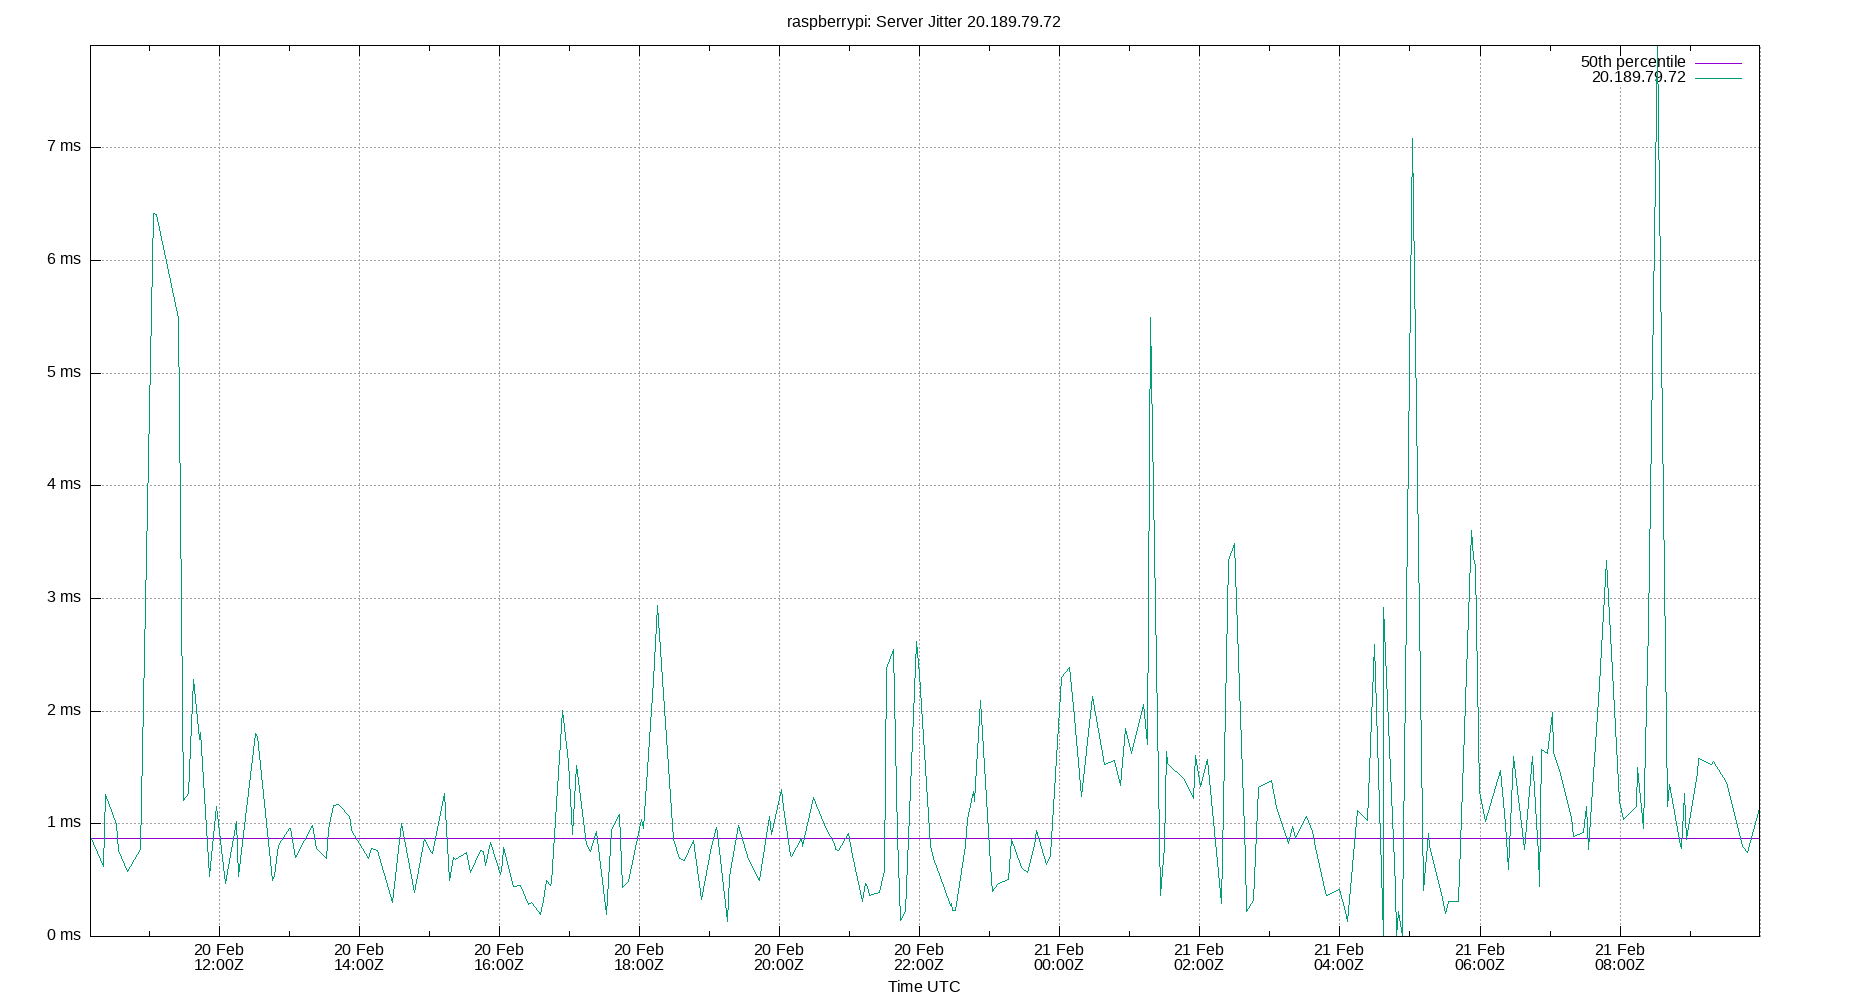 raspberrypi: Server Jitter 20.189.79.72
50th percentile
20.189.79.72
7 ms
6 ms
5 ms
4 ms
3 ms
2 ms
1 ms
0 ms
20 Feb 20 Feb 20 Feb 20 Feb 20 Feb 20 Feb 21 Feb 21 Feb 21 Feb 21 Feb 21 Feb
12:00Z 14:00Z 16:00Z 18:00Z 20:00Z 22:00Z 00:00Z 02:00Z 04:00Z 06:00Z 08:00Z
Time UTC